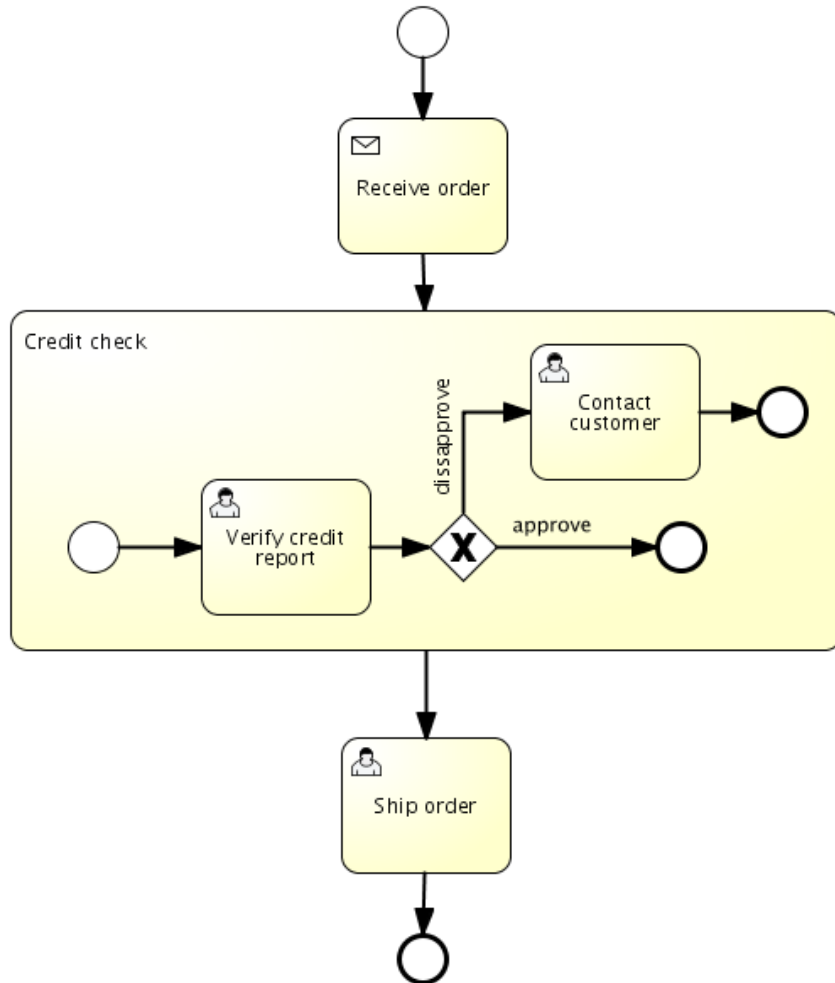 Receive order
Credit check
dissapprove
Contact
customer
Verify credit
report
approve
Ship order